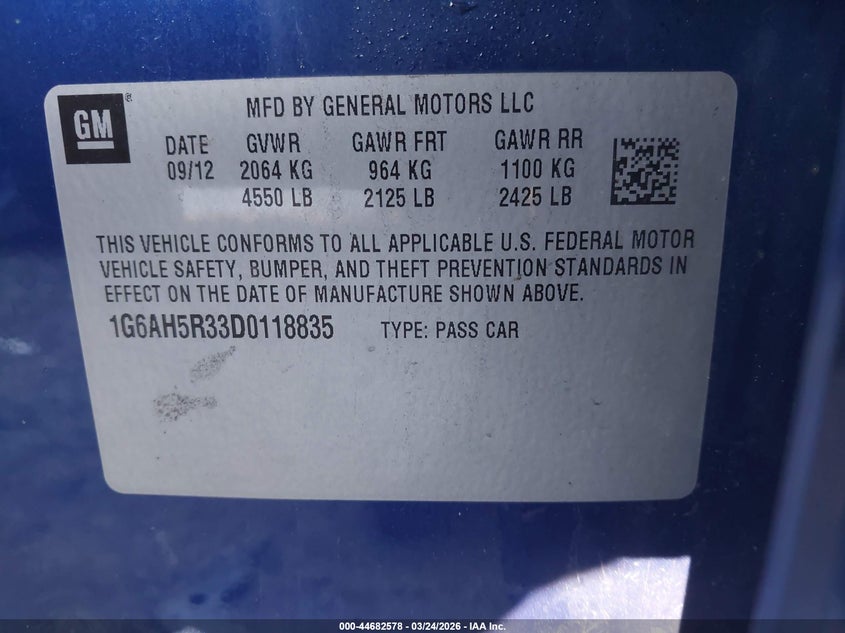 GM®
MFD BY GENERAL MOTORS LLC
DATE GVWR GAWR FRT GAWR RR
09/12 2064 KG 964 KG 1100 KG
4550 LB 2125 LB 2425 LB
THIS VEHICLE CONFORMS TO ALL APPLICABLE U.S. FEDERAL MOTOR
VEHICLE SAFETY, BUMPER, AND THEFT PREVENTION STANDARDS IN
EFFECT ON THE DATE OF MANUFACTURE SHOWN ABOVE.
1G6AH5R33D0118835 TYPE: PASS CAR
000-44682578 - 03/24/2026 - IAA Inc.